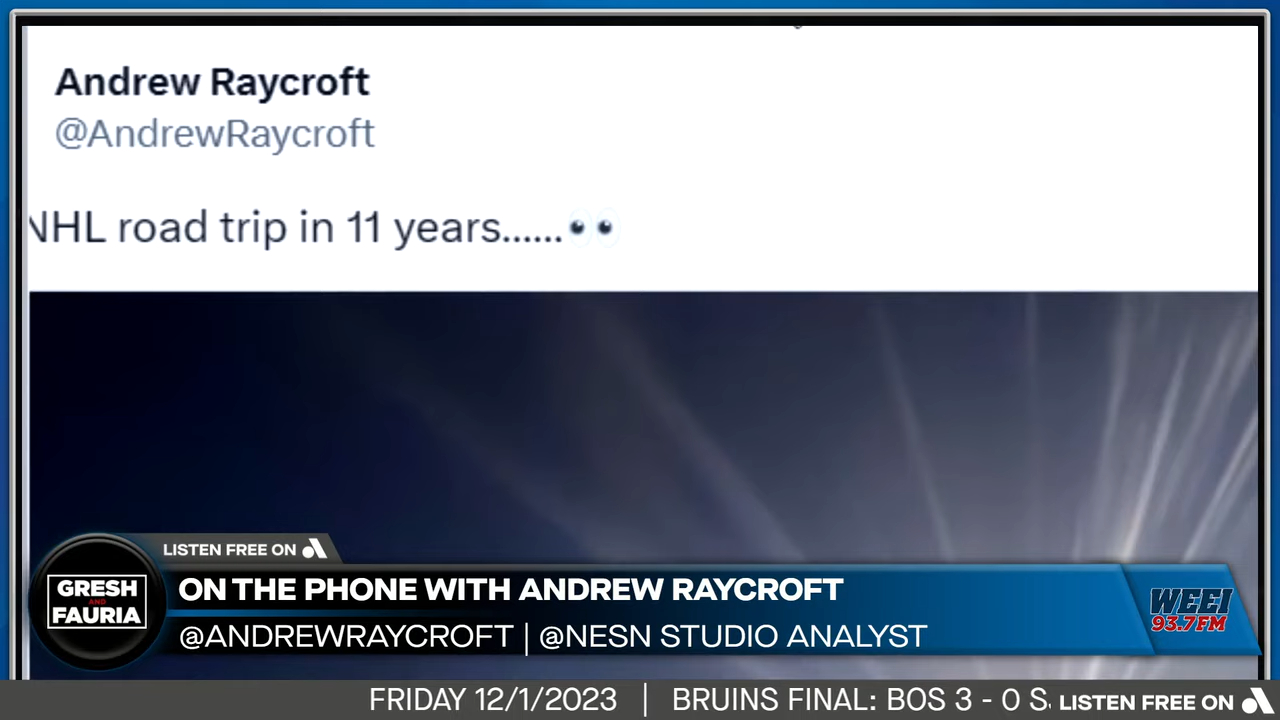 Andrew Raycroft
@AndrewRaycroft
NHL road trip in 11 years......👀
LISTEN FREE ON
GRESH
AND
FAURIA
ON THE PHONE WITH ANDREW RAYCROFT
@ANDREWRAYCROFT | @NESN STUDIO ANALYST
WEEI
93.7FM
FRIDAY 12/1/2023 | BRUINS FINAL: BOS 3 - 0 S
LISTEN FREE ON